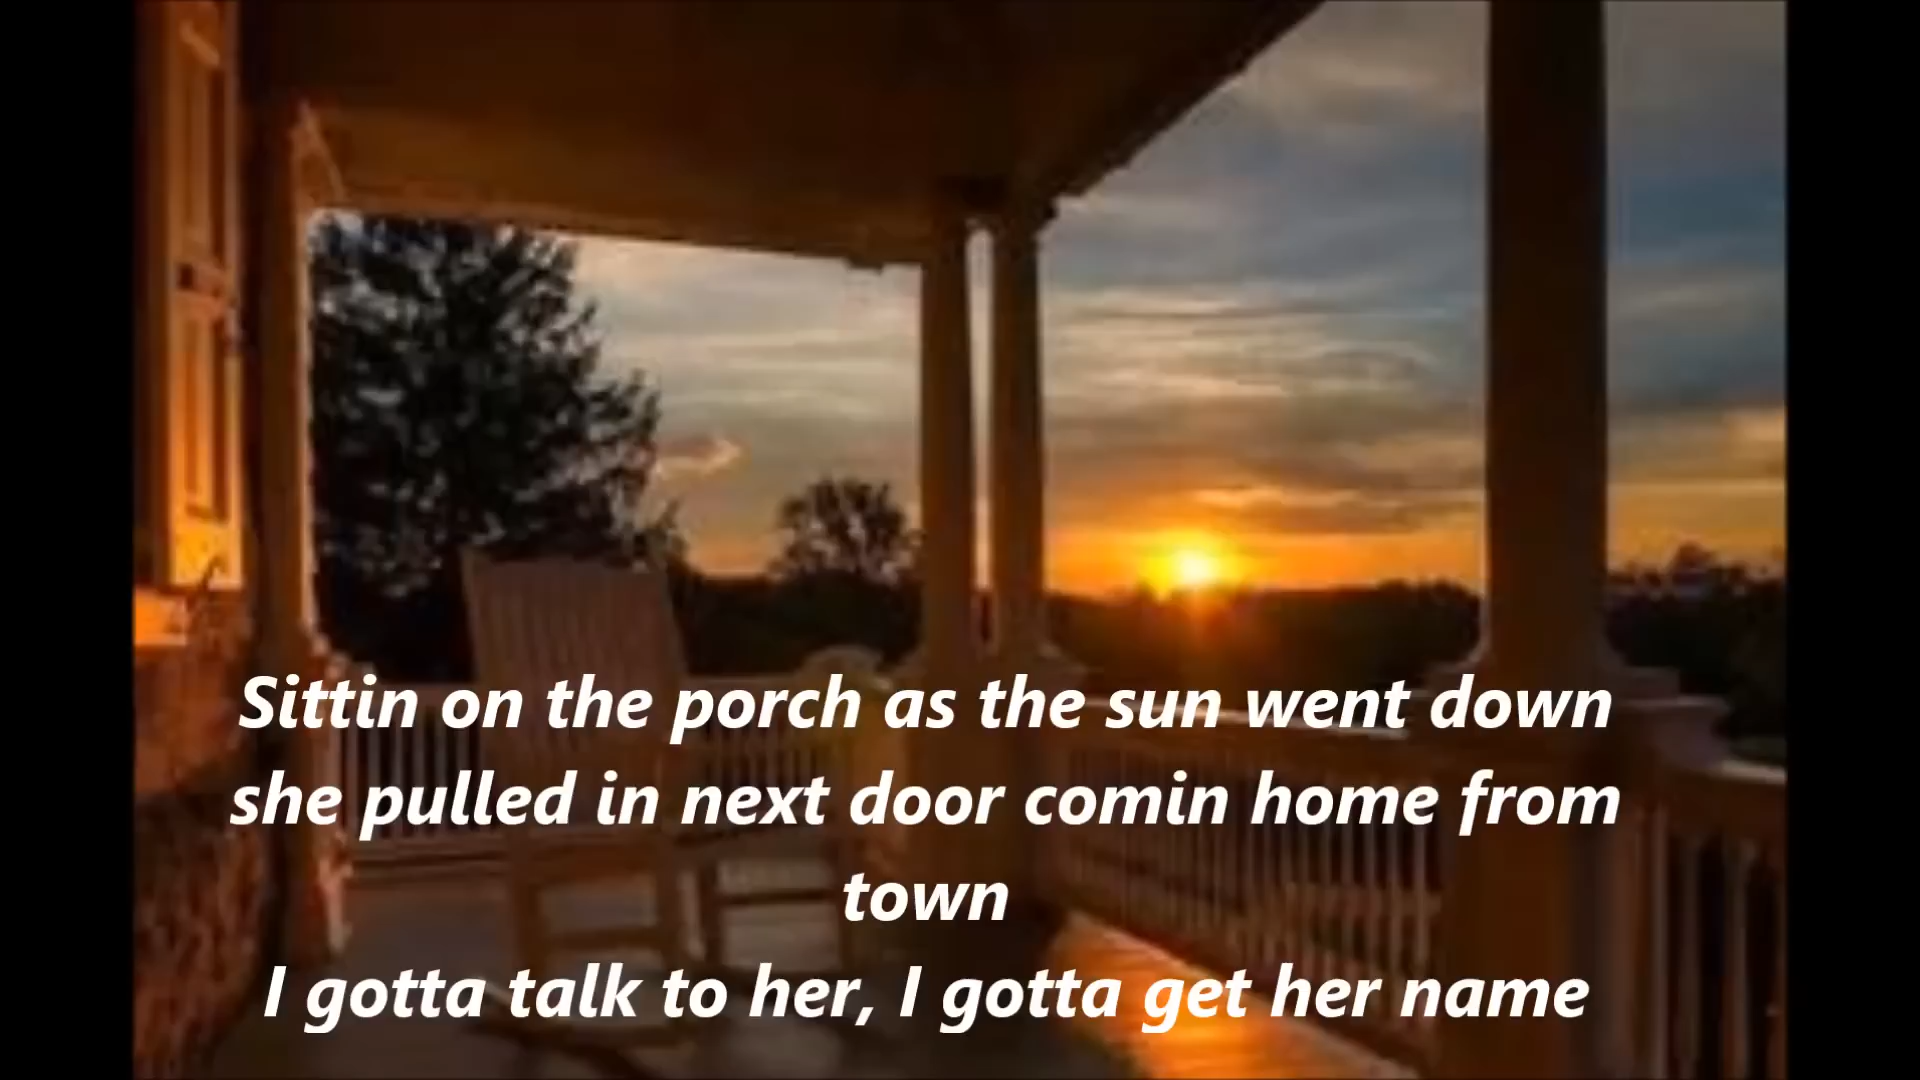 Sittin on the porch as the sun went down
she pulled in next door comin home from
town
I gotta talk to her, I gotta get her name